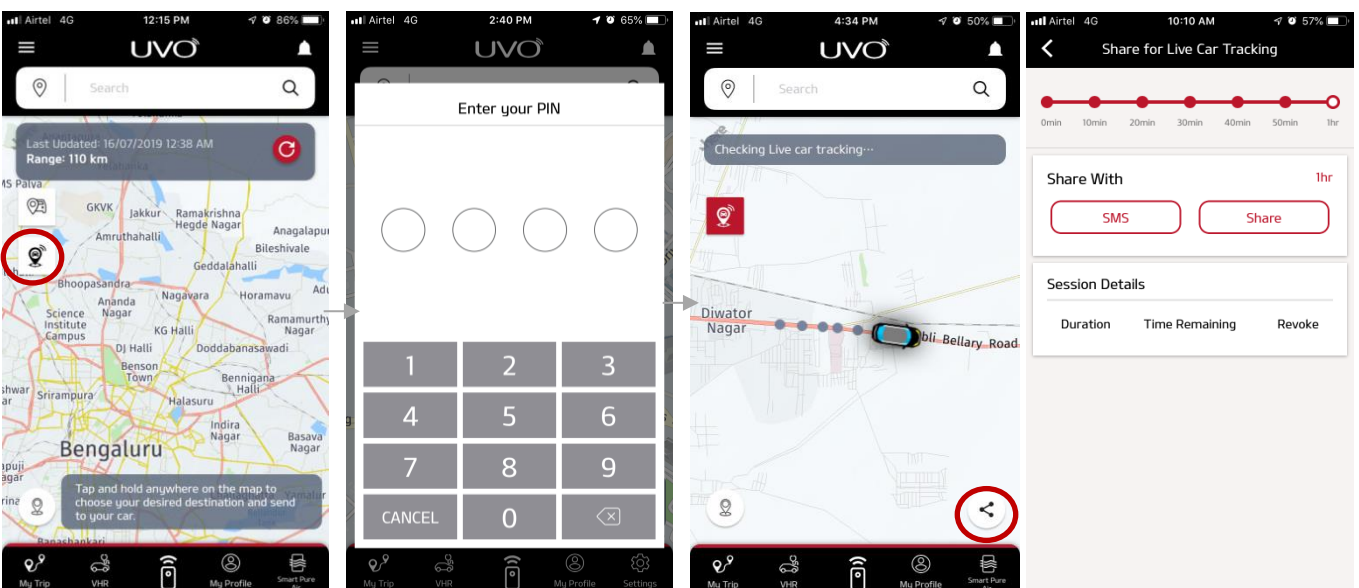 Airtel 4G 12:15 PM 86%
UVO
Search
Last Updated: 16/07/2019 12:38 AM
Range: 110 km
MS Palya
GKVK
Jakkur
Ramakrishna
Hegde Nagar
Anagalapu
Amruthahalli
Bileshivale
Geddalahalli
Bhoopasandra
Nagavara
Horamavu
Adu
Ananda
Nagar
Science
Institute
Campus
KG Halli
Ramamurthy
Nagar
DJ Halli
Doddabanasawadi
Benson
Town
Bennigana
Halli
shwar
Srirampura
Halasuru
Indira
Nagar
Basava
Nagar
Bengaluru
Tap and hold anywhere on the map to
choose your desired destination and send
to your car.
Banashankari
My Trip VHR My Profile Smart Pure
Air
Airtel 4G 2:40 PM 65%
UVO
Enter your PIN
1 2 3
4 5 6
7 8 9
CANCEL 0
My Trip VHR My Profile Settings
Airtel 4G 4:34 PM 50%
UVO
Search
Checking Live car tracking...
Diwator
Nagar
bli Bellary Road
My Trip VHR My Profile Smart Pure
Air
Airtel 4G 10:10 AM 57%
Share for Live Car Tracking
0min 10min 20min 30min 40min 50min 1hr
Share With 1hr
SMS Share
Session Details
Duration Time Remaining Revoke